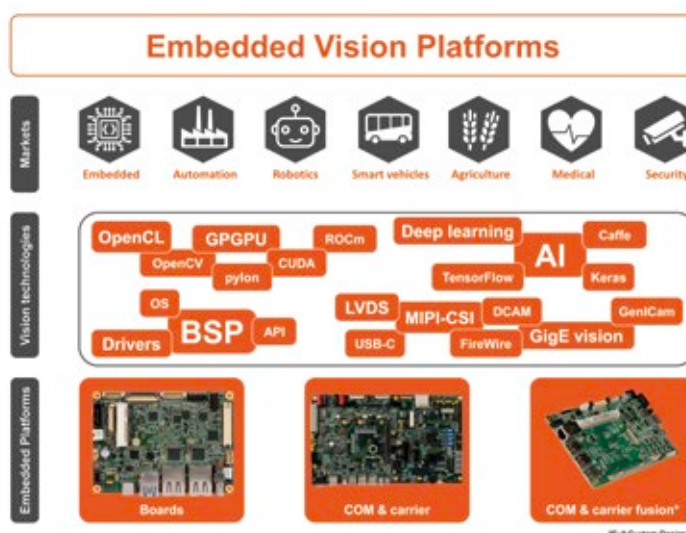 Embedded Vision Platforms
Markets
Embedded Automation Robotics Smart vehicles Agriculture Medical Security
Vision technologies
OpenCL GPGPU ROCm Deep learning Caffe
OpenCV pylon CUDA TensorFlow AI Keras
OS BSP API LVDS MIPI-CSI DCAM GenICam
Drivers USB-C FireWire GigE vision
Embedded Platforms
Boards COM & carrier COM & carrier fusion*